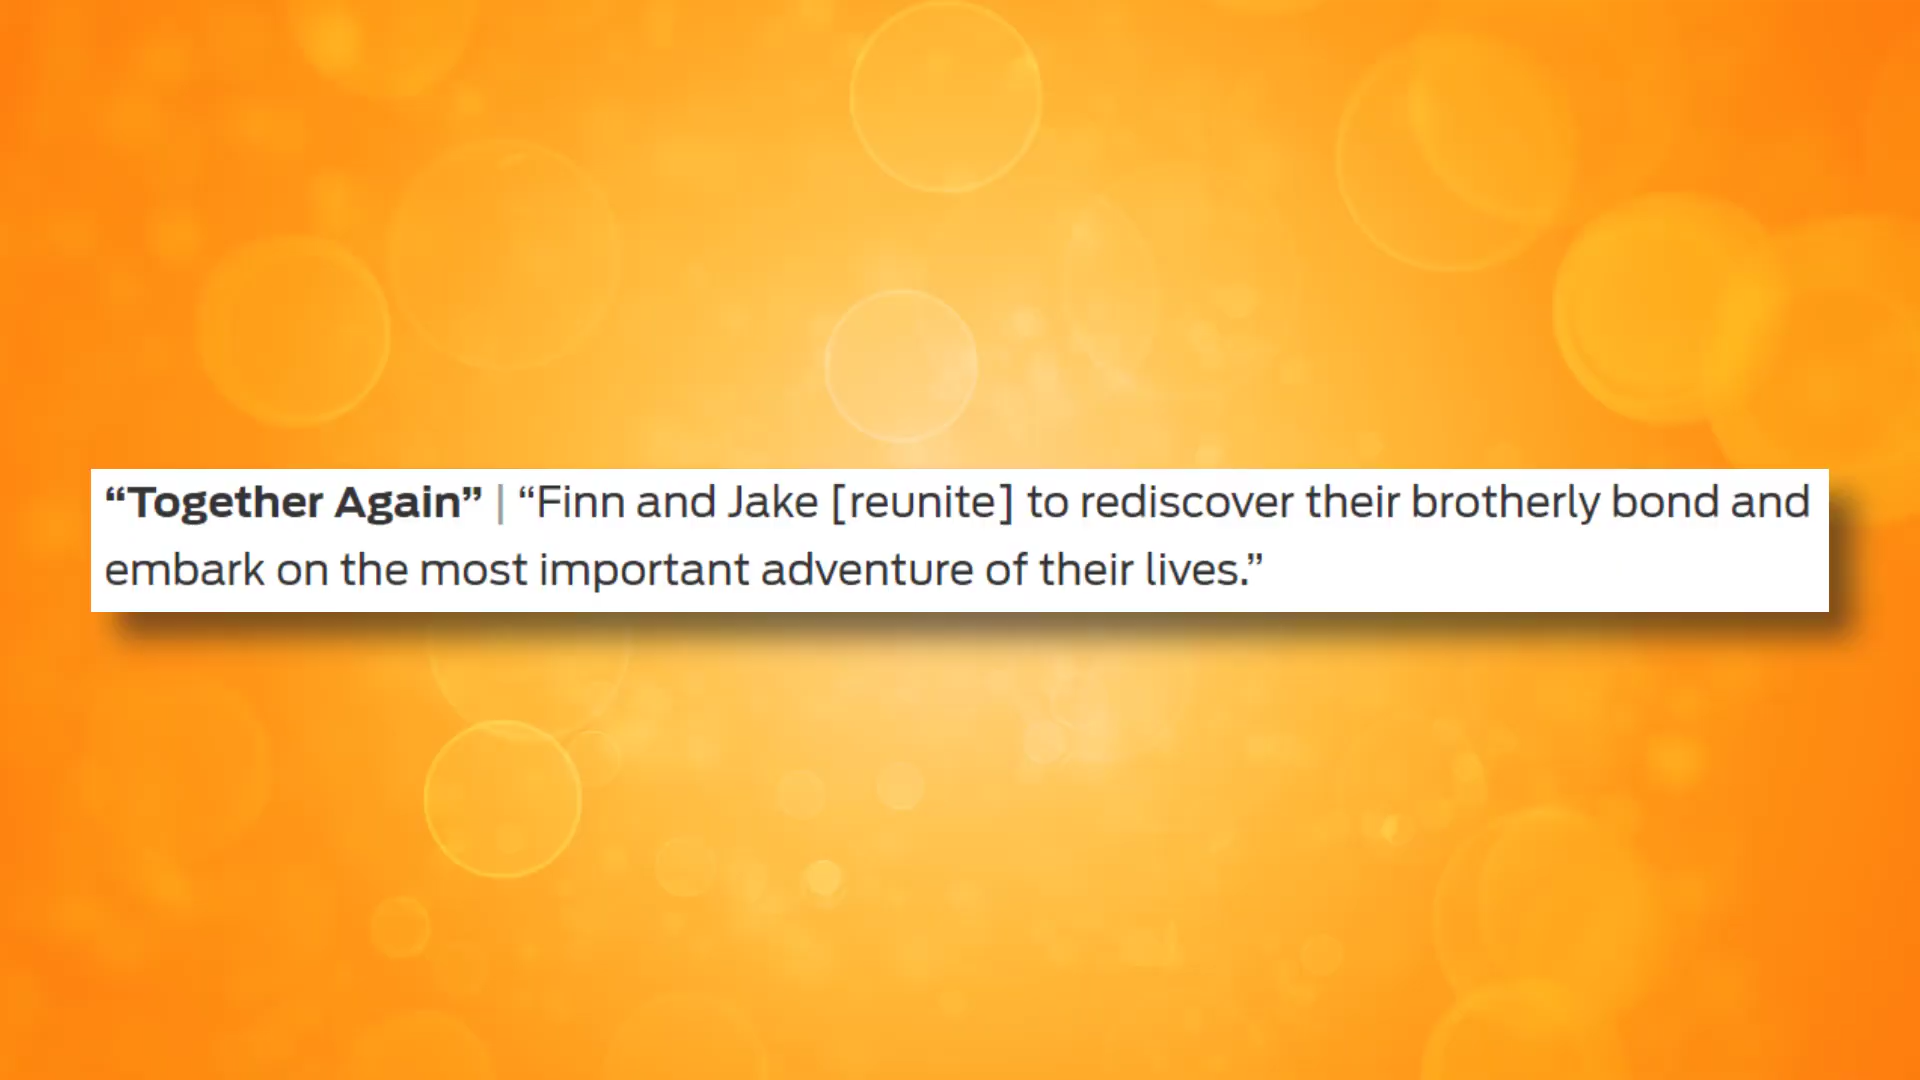 “Together Again” | “Finn and Jake [reunite] to rediscover their brotherly bond and
embark on the most important adventure of their lives.”